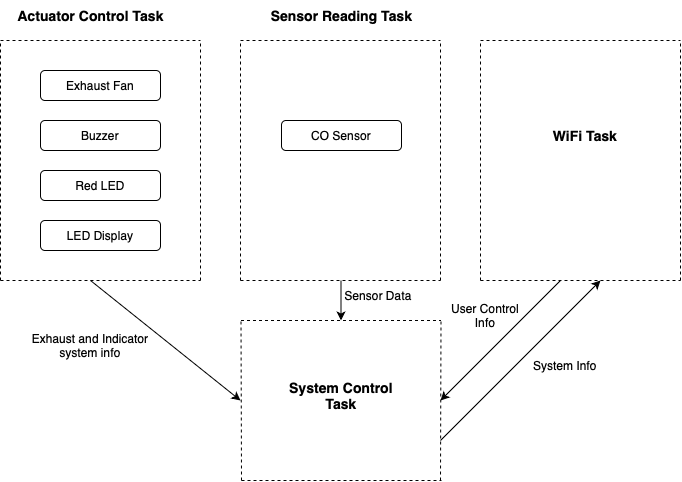 Actuator Control Task
Sensor Reading Task
Exhaust Fan
Buzzer
Red LED
LED Display
CO Sensor
WiFi Task
Sensor Data
User Control
Info
Exhaust and Indicator
system info
System Info
System Control
Task